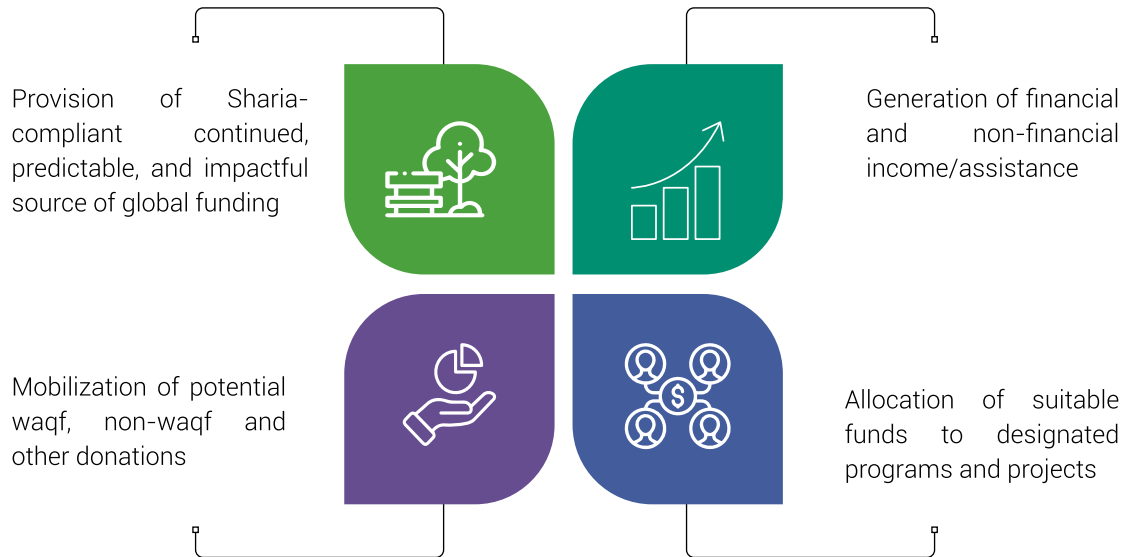 Provision of Sharia-
compliant continued,
predictable, and impactful
source of global funding
Generation of financial
and non-financial
income/assistance
Mobilization of potential
waqf, non-waqf and
other donations
$
Allocation of suitable
funds to designated
programs and projects